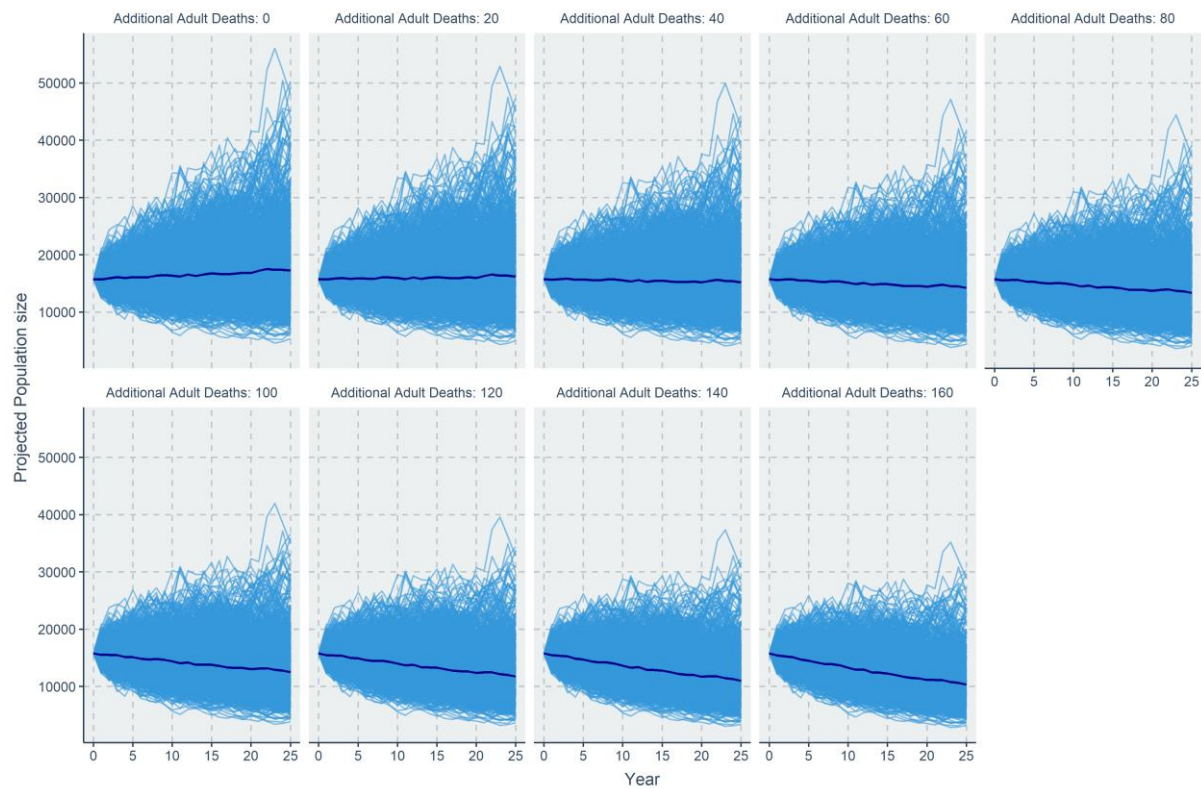 Additional Adult Deaths: 0
Additional Adult Deaths: 20
Additional Adult Deaths: 40
Additional Adult Deaths: 60
Additional Adult Deaths: 80
50000
40000
30000
20000
10000
0 5 10 15 20 25
Additional Adult Deaths: 100
Additional Adult Deaths: 120
Additional Adult Deaths: 140
Additional Adult Deaths: 160
50000
40000
30000
20000
10000
0 5 10 15 20 25
0 5 10 15 20 25
0 5 10 15 20 25
0 5 10 15 20 25
Projected Population size
Year